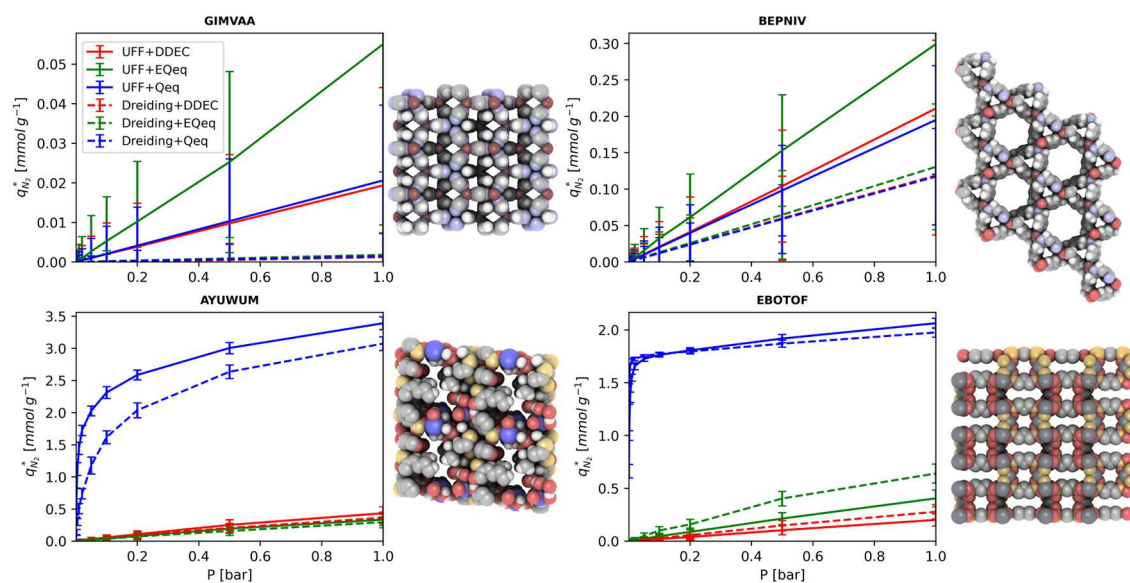 GIMVAA
BEPNIV
0.05
0.04
0.03
0.02
0.01
0.00
q*N2 [mmol g⁻¹]
UFF+DDEC
UFF+EQeq
UFF+Qeq
Dreiding+DDEC
Dreiding+EQeq
Dreiding+Qeq
0.2 0.4 0.6 0.8 1.0
0.30
0.25
0.20
0.15
0.10
0.05
0.00
q*N2 [mmol g⁻¹]
0.2 0.4 0.6 0.8 1.0
AYUWUM
EBOTOF
3.5
3.0
2.5
2.0
1.5
1.0
0.5
0.0
q*N2 [mmol g⁻¹]
0.2 0.4 0.6 0.8 1.0
P [bar]
2.0
1.5
1.0
0.5
0.0
q*N2 [mmol g⁻¹]
0.2 0.4 0.6 0.8 1.0
P [bar]